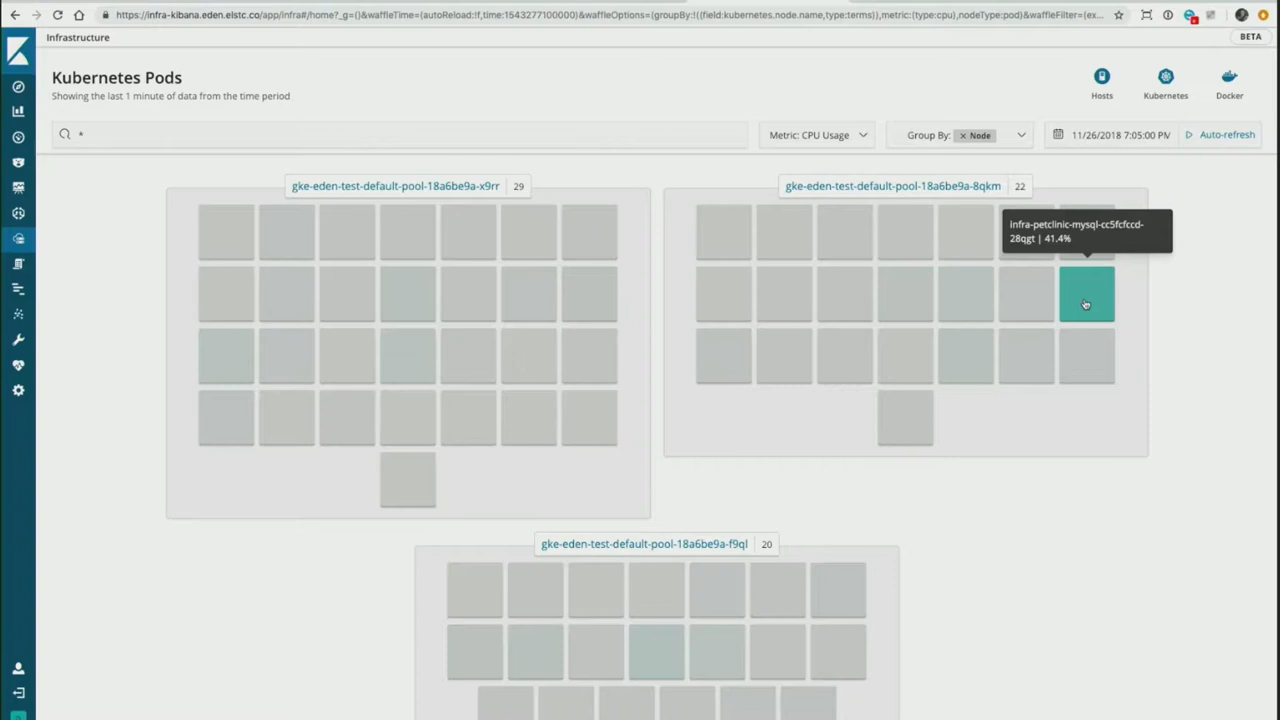 https://infra-kibana.eden.elstc.co/app/infra#/home?_g=()&waffleTime=(autoReload:!f,time:1543277100000)&waffleOptions=(groupBy:!((field:kubernetes.node.name,type:terms)),metric:(type:cpu),nodeType:pod)&waffleFilter=(ex...
Infrastructure
BETA
Kubernetes Pods
Showing the last 1 minute of data from the time period
Hosts
Kubernetes
Docker
*
Metric: CPU Usage
Group By: × Node
11/26/2018 7:05:00 PM
Auto-refresh
gke-eden-test-default-pool-18a6be9a-x9rr 29
gke-eden-test-default-pool-18a6be9a-8qkm 22
infra-petclinic-mysql-cc5fcfccd-
28qgt | 41.4%
gke-eden-test-default-pool-18a6be9a-f9ql 20